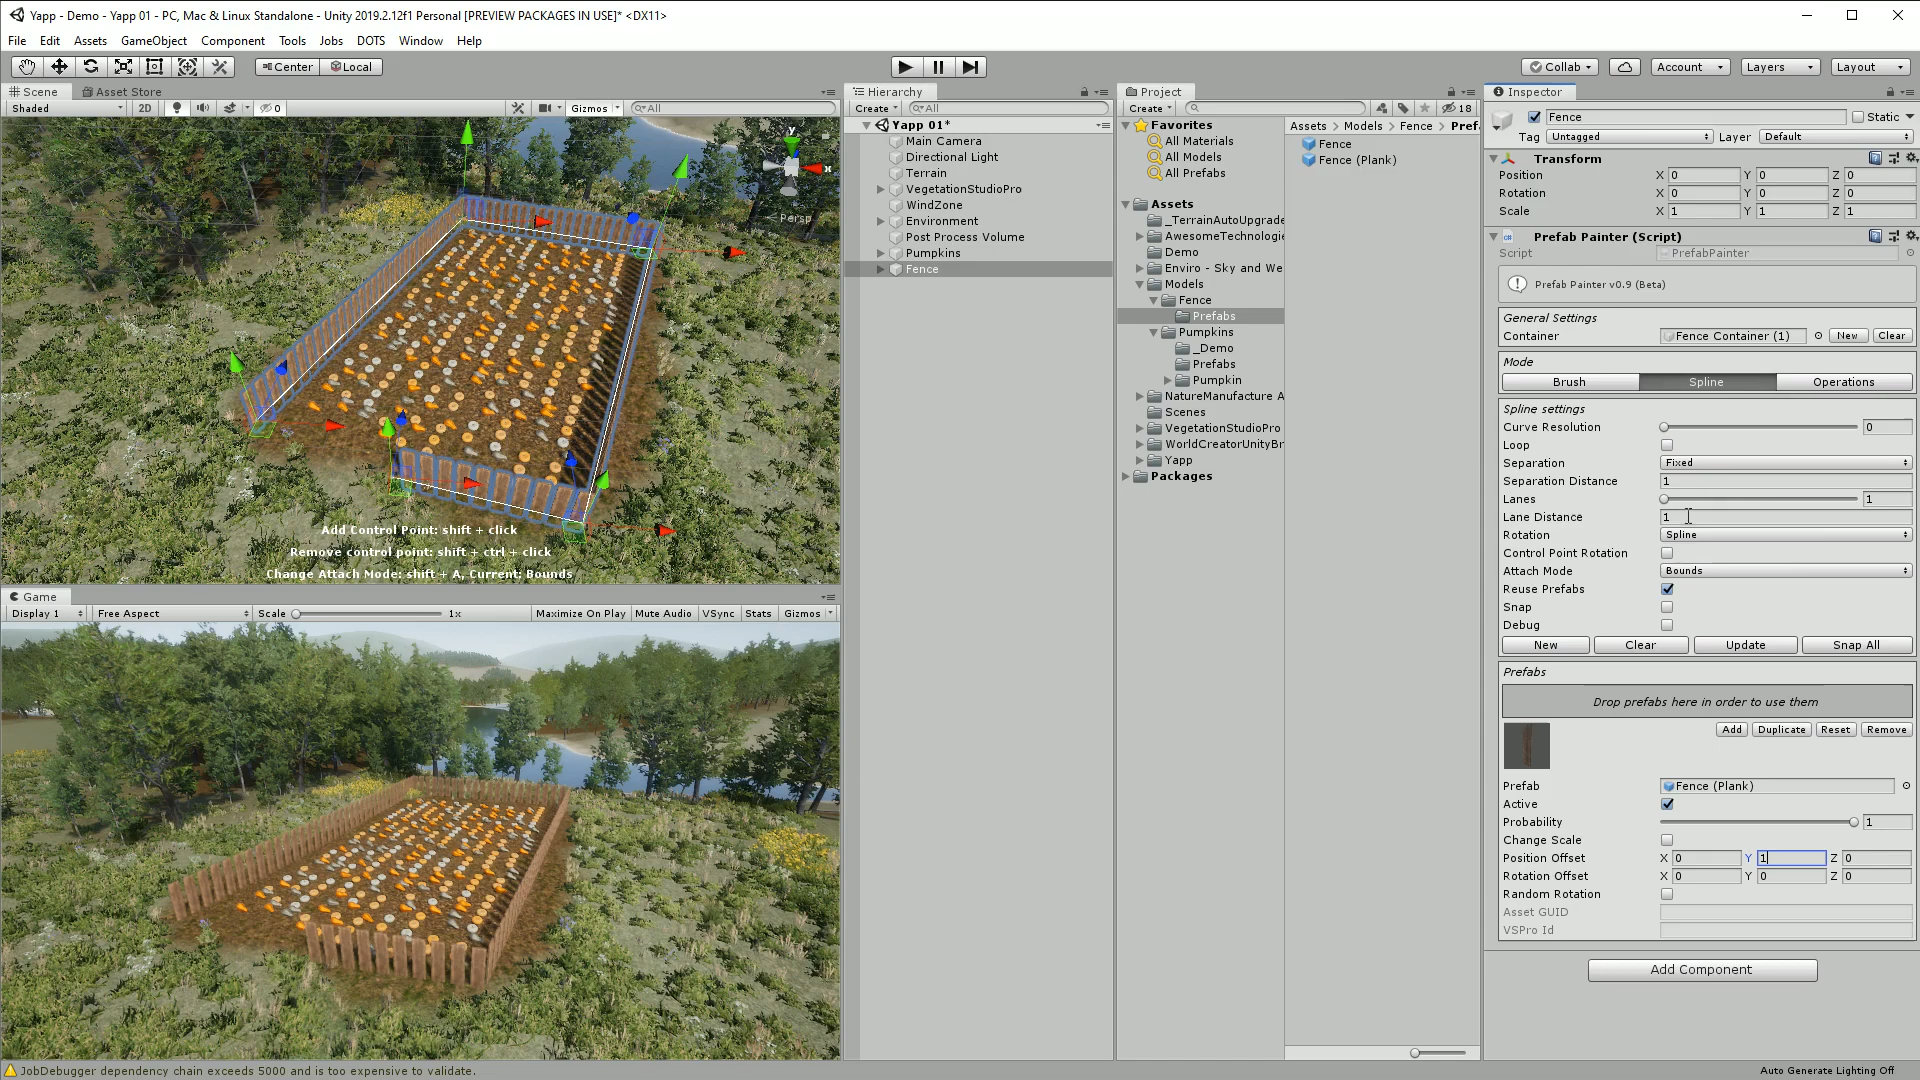 Yapp - Demo - Yapp 01 - PC, Mac & Linux Standalone - Unity 2019.2.12f1 Personal [PREVIEW PACKAGES IN USE]* <DX11>
File Edit Assets GameObject Component Tools Jobs DOTS Window Help
Center Local Collab Account Layers Layout
Scene Asset Store
Shaded 2D 0 Gizmos All
y
x
Persp
Add Control Point: shift + click
Remove control point: shift + ctrl + click
Change Attach Mode: shift + A, Current: Bounds
Game
Display 1 Free Aspect Scale 1x Maximize On Play Mute Audio VSync Stats Gizmos
Hierarchy
Create All
Yapp 01*
Main Camera
Directional Light
Terrain
VegetationStudioPro
WindZone
Environment
Post Process Volume
Pumpkins
Fence
Project
Create 18
Favorites
All Materials
All Models
All Prefabs
Assets
_TerrainAutoUpgrade
AwesomeTechnologie
Demo
Enviro - Sky and We
Models
Fence
Prefabs
Pumpkins
_Demo
Prefabs
Pumpkin
NatureManufacture A
Scenes
VegetationStudioPro
WorldCreatorUnityBr
Yapp
Packages
Assets > Models > Fence > Pref
Fence
Fence (Plank)
Inspector
Fence Static
Tag Untagged Layer Default
Transform
Position X 0 Y 0 Z 0
Rotation X 0 Y 0 Z 0
Scale X 1 Y 1 Z 1
Prefab Painter (Script)
Script PrefabPainter
Prefab Painter v0.9 (Beta)
General Settings
Container Fence Container (1) New Clear
Mode
Brush Spline Operations
Spline settings
Curve Resolution 0
Loop
Separation Fixed
Separation Distance 1
Lanes 1
Lane Distance 1
Rotation Spline
Control Point Rotation
Attach Mode Bounds
Reuse Prefabs
Snap
Debug
New Clear Update Snap All
Prefabs
Drop prefabs here in order to use them
Add Duplicate Reset Remove
Prefab Fence (Plank)
Active
Probability 1
Change Scale
Position Offset X 0 Y 1 Z 0
Rotation Offset X 0 Y 0 Z 0
Random Rotation
Asset GUID
VSPro Id
Add Component
JobDebugger dependency chain exceeds 5000 and is too expensive to validate.
Auto Generate Lighting Off